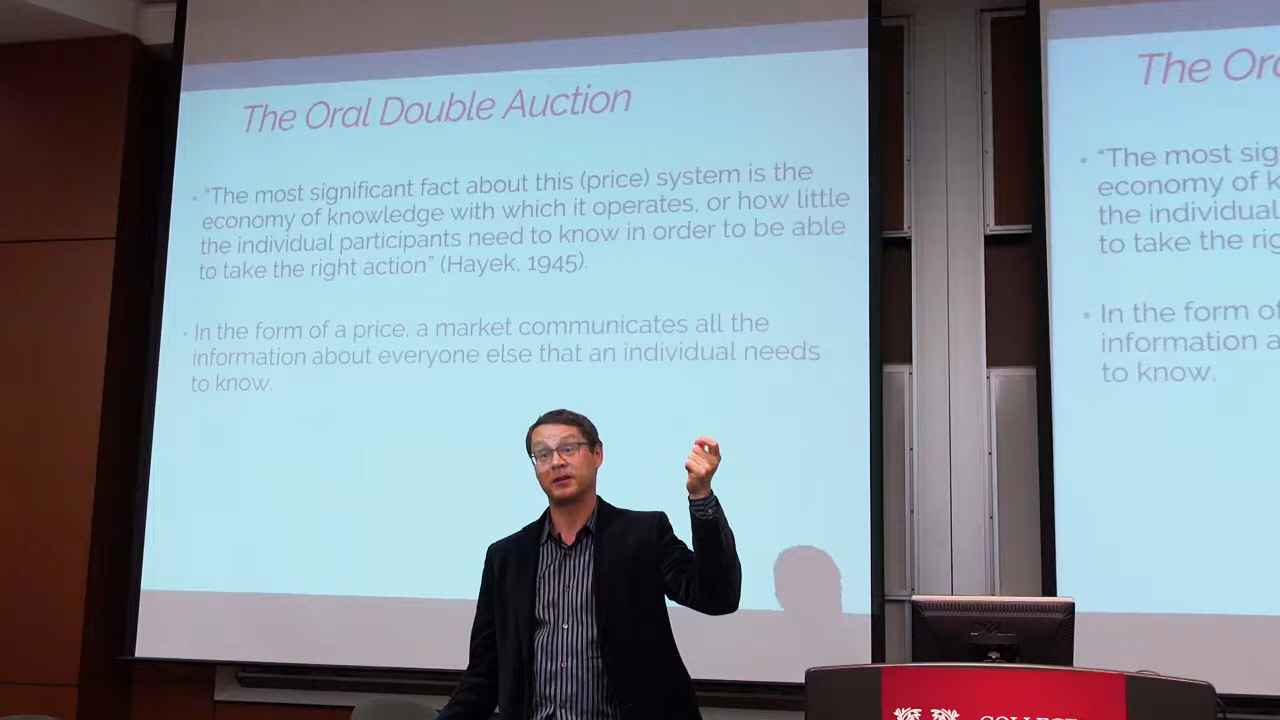 The Oral Double Auction
• "The most significant fact about this (price) system is the
economy of knowledge with which it operates, or how little
the individual participants need to know in order to be able
to take the right action" (Hayek, 1945).
• In the form of a price, a market communicates all the
information about everyone else that an individual needs
to know.
The Ora
• "The most sig
economy of k
the individual
to take the rig
• In the form of
information a
to know.
DELL
COLLEGE